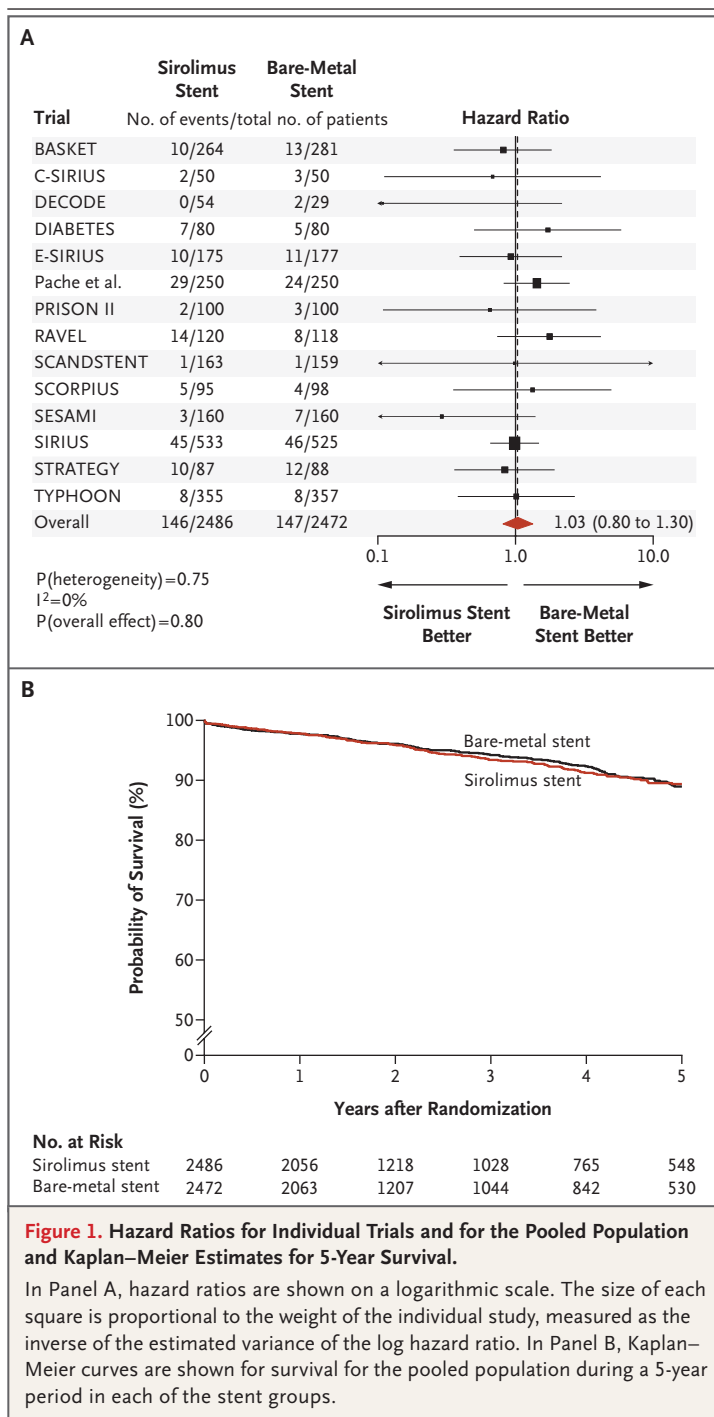 A
Sirolimus Stent
Bare-Metal Stent
Trial
No. of events/total no. of patients
Hazard Ratio
BASKET 10/264 13/281
C-SIRIUS 2/50 3/50
DECODE 0/54 2/29
DIABETES 7/80 5/80
E-SIRIUS 10/175 11/177
Pache et al. 29/250 24/250
PRISON II 2/100 3/100
RAVEL 14/120 8/118
SCANDSTENT 1/163 1/159
SCORPIUS 5/95 4/98
SESAMI 3/160 7/160
SIRIUS 45/533 46/525
STRATEGY 10/87 12/88
TYPHOON 8/355 8/357
Overall 146/2486 147/2472 1.03 (0.80 to 1.30)
0.1 1.0 10.0
P(heterogeneity)=0.75
I²=0%
P(overall effect)=0.80
Sirolimus Stent
Better
Bare-Metal
Stent Better
B
100
90
80
70
60
50
0
Probability of Survival (%)
Bare-metal stent
Sirolimus stent
0 1 2 3 4 5
Years after Randomization
No. at Risk
Sirolimus stent 2486 2056 1218 1028 765 548
Bare-metal stent 2472 2063 1207 1044 842 530
Figure 1. Hazard Ratios for Individual Trials and for the Pooled Population
and Kaplan–Meier Estimates for 5-Year Survival.
In Panel A, hazard ratios are shown on a logarithmic scale. The size of each
square is proportional to the weight of the individual study, measured as the
inverse of the estimated variance of the log hazard ratio. In Panel B, Kaplan–
Meier curves are shown for survival for the pooled population during a 5-year
period in each of the stent groups.